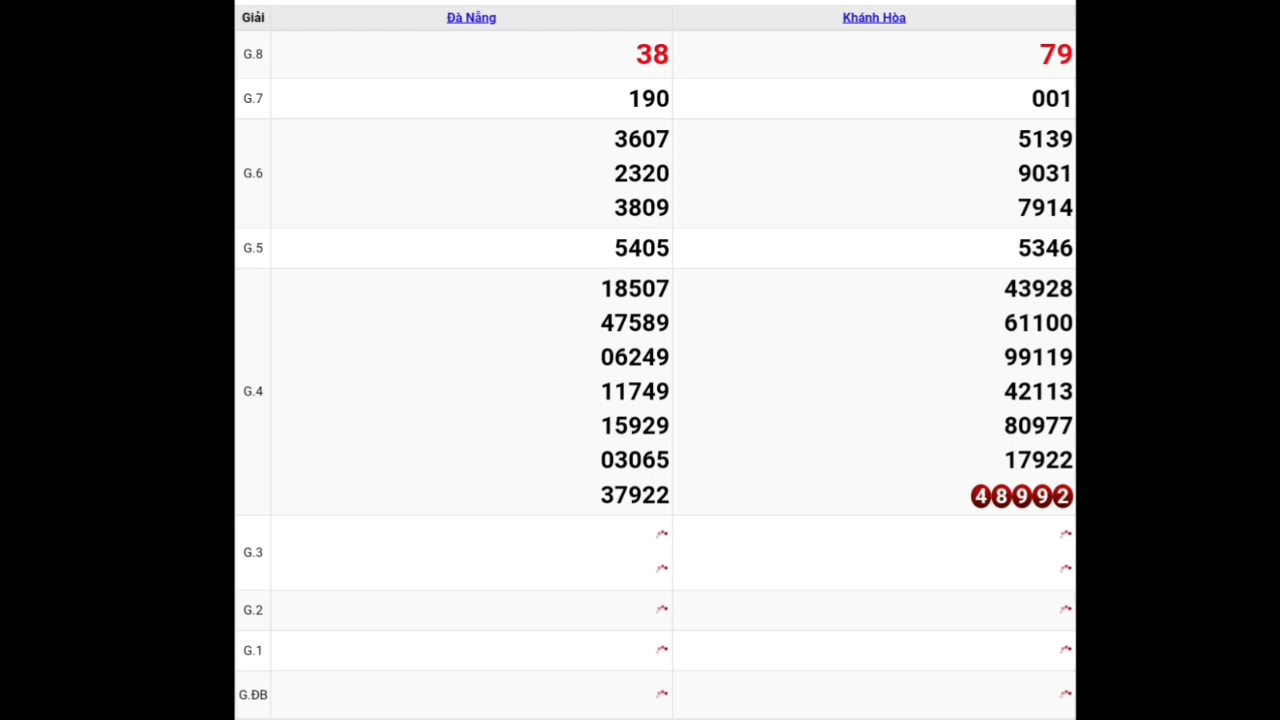 Giải Đà Nẵng Khánh Hòa
G.8 38 79
G.7 190 001
3607 5139
G.6 2320 9031
3809 7914
G.5 5405 5346
18507 43928
47589 61100
06249 99119
G.4 11749 42113
15929 80977
03065 17922
37922 48992
G.3
G.2
G.1
G.ĐB